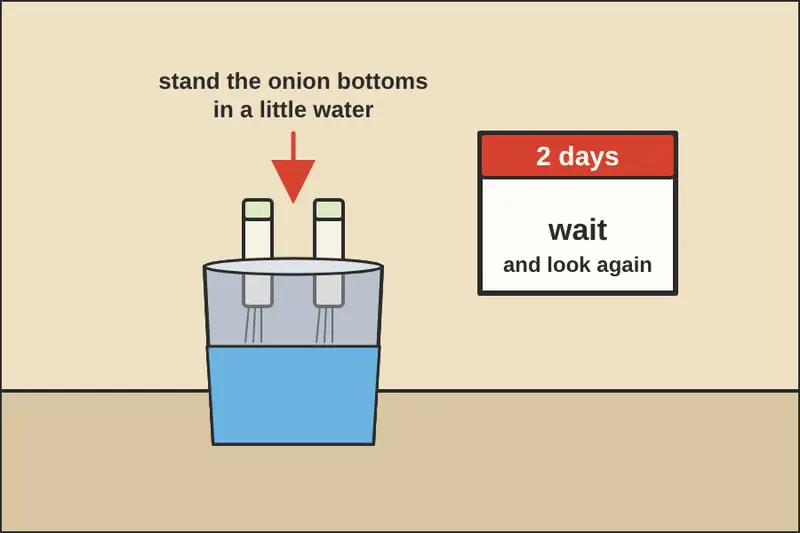 stand the onion bottoms
in a little water
2 days
wait
and look again